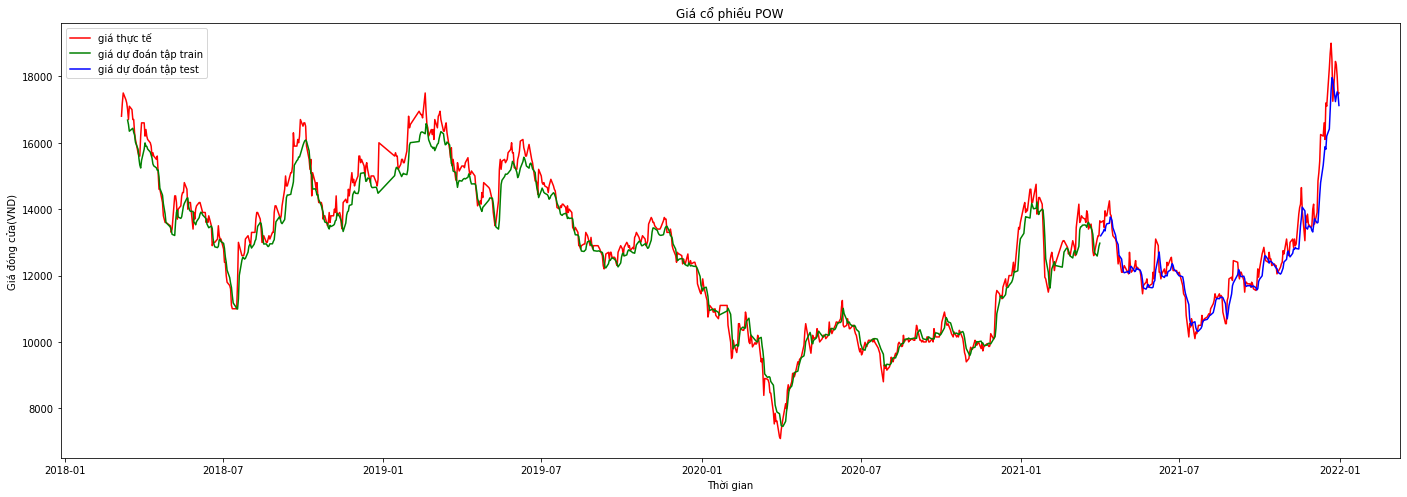 Giá cổ phiếu POW
giá thực tế
giá dự đoán tập train
giá dự đoán tập test
Giá đóng cửa(VND)
18000
16000
14000
12000
10000
8000
2018-01
2018-07
2019-01
2019-07
2020-01
2020-07
2021-01
2021-07
2022-01
Thời gian